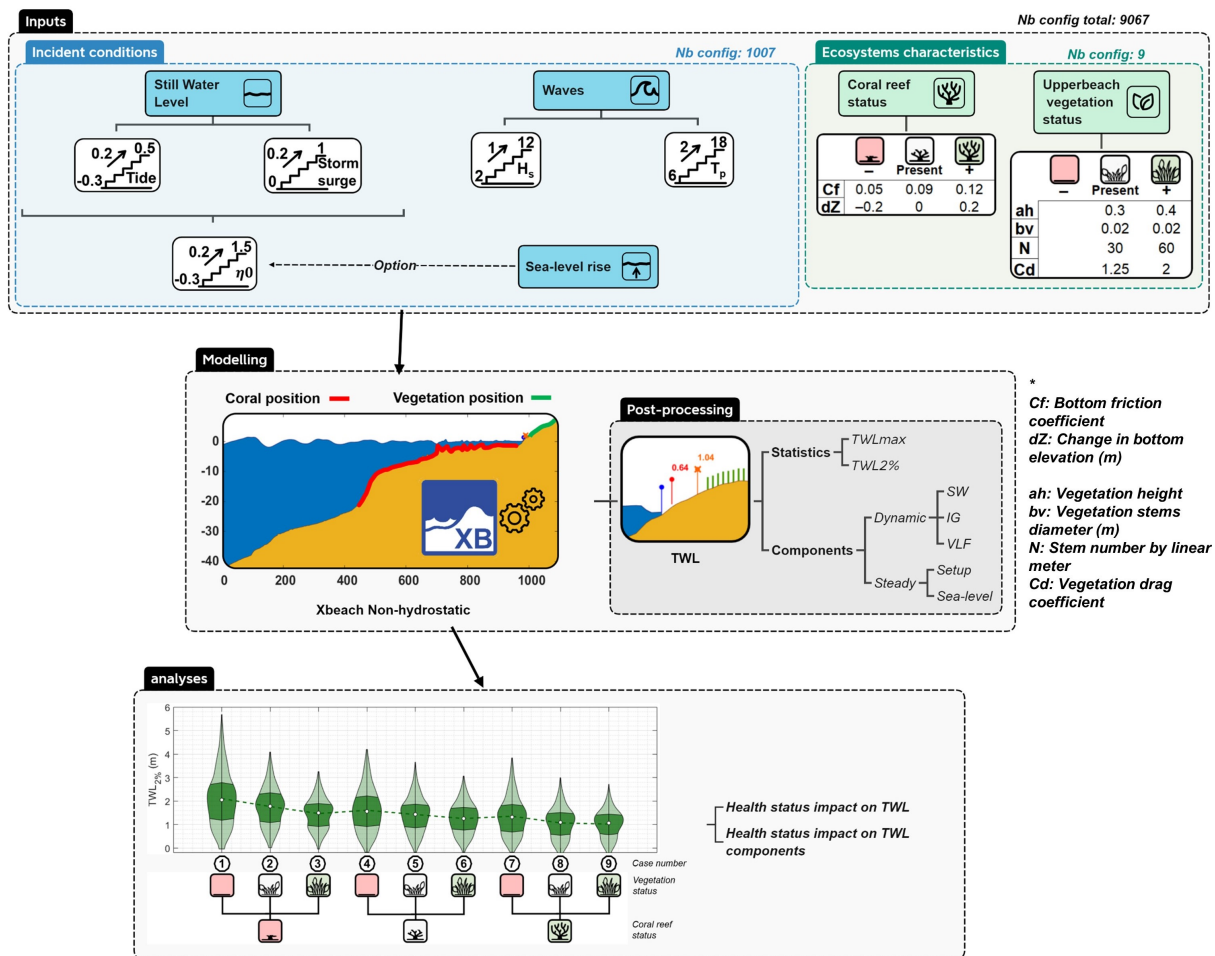 Inputs
Nb config total: 9067
Incident conditions
Nb config: 1007
Still Water
Level
Waves
0.2 0.5
-0.3 Tide
0.2 1
0 Storm
surge
1 12
2 Hs
2 18
6 Tp
0.2 1.5
-0.3 η0
Option
Sea-level rise
Ecosystems characteristics
Nb config: 9
Coral reef
status
Upperbeach
vegetation
status
– Present +
Cf 0.05 0.09 0.12
dZ –0.2 0 0.2
– Present +
ah 0.3 0.4
bv 0.02 0.02
N 30 60
Cd 1.25 2
Modelling
Coral position
Vegetation position
0
-10
-20
-30
-40
0 200 400 600 800 1000
XB
Xbeach Non-hydrostatic
Post-processing
0.64
1.04
TWL
Statistics
TWLmax
TWL2%
Components
Dynamic
SW
IG
VLF
Steady
Setup
Sea-level
*
Cf: Bottom friction
coefficient
dZ: Change in bottom
elevation (m)
ah: Vegetation height
bv: Vegetation stems
diameter (m)
N: Stem number by linear
meter
Cd: Vegetation drag
coefficient
analyses
TWL2% (m)
6
5
4
3
2
1
0
1 2 3 4 5 6 7 8 9
Case number
Vegetation
status
Coral reef
status
Health status impact on TWL
Health status impact on TWL
components